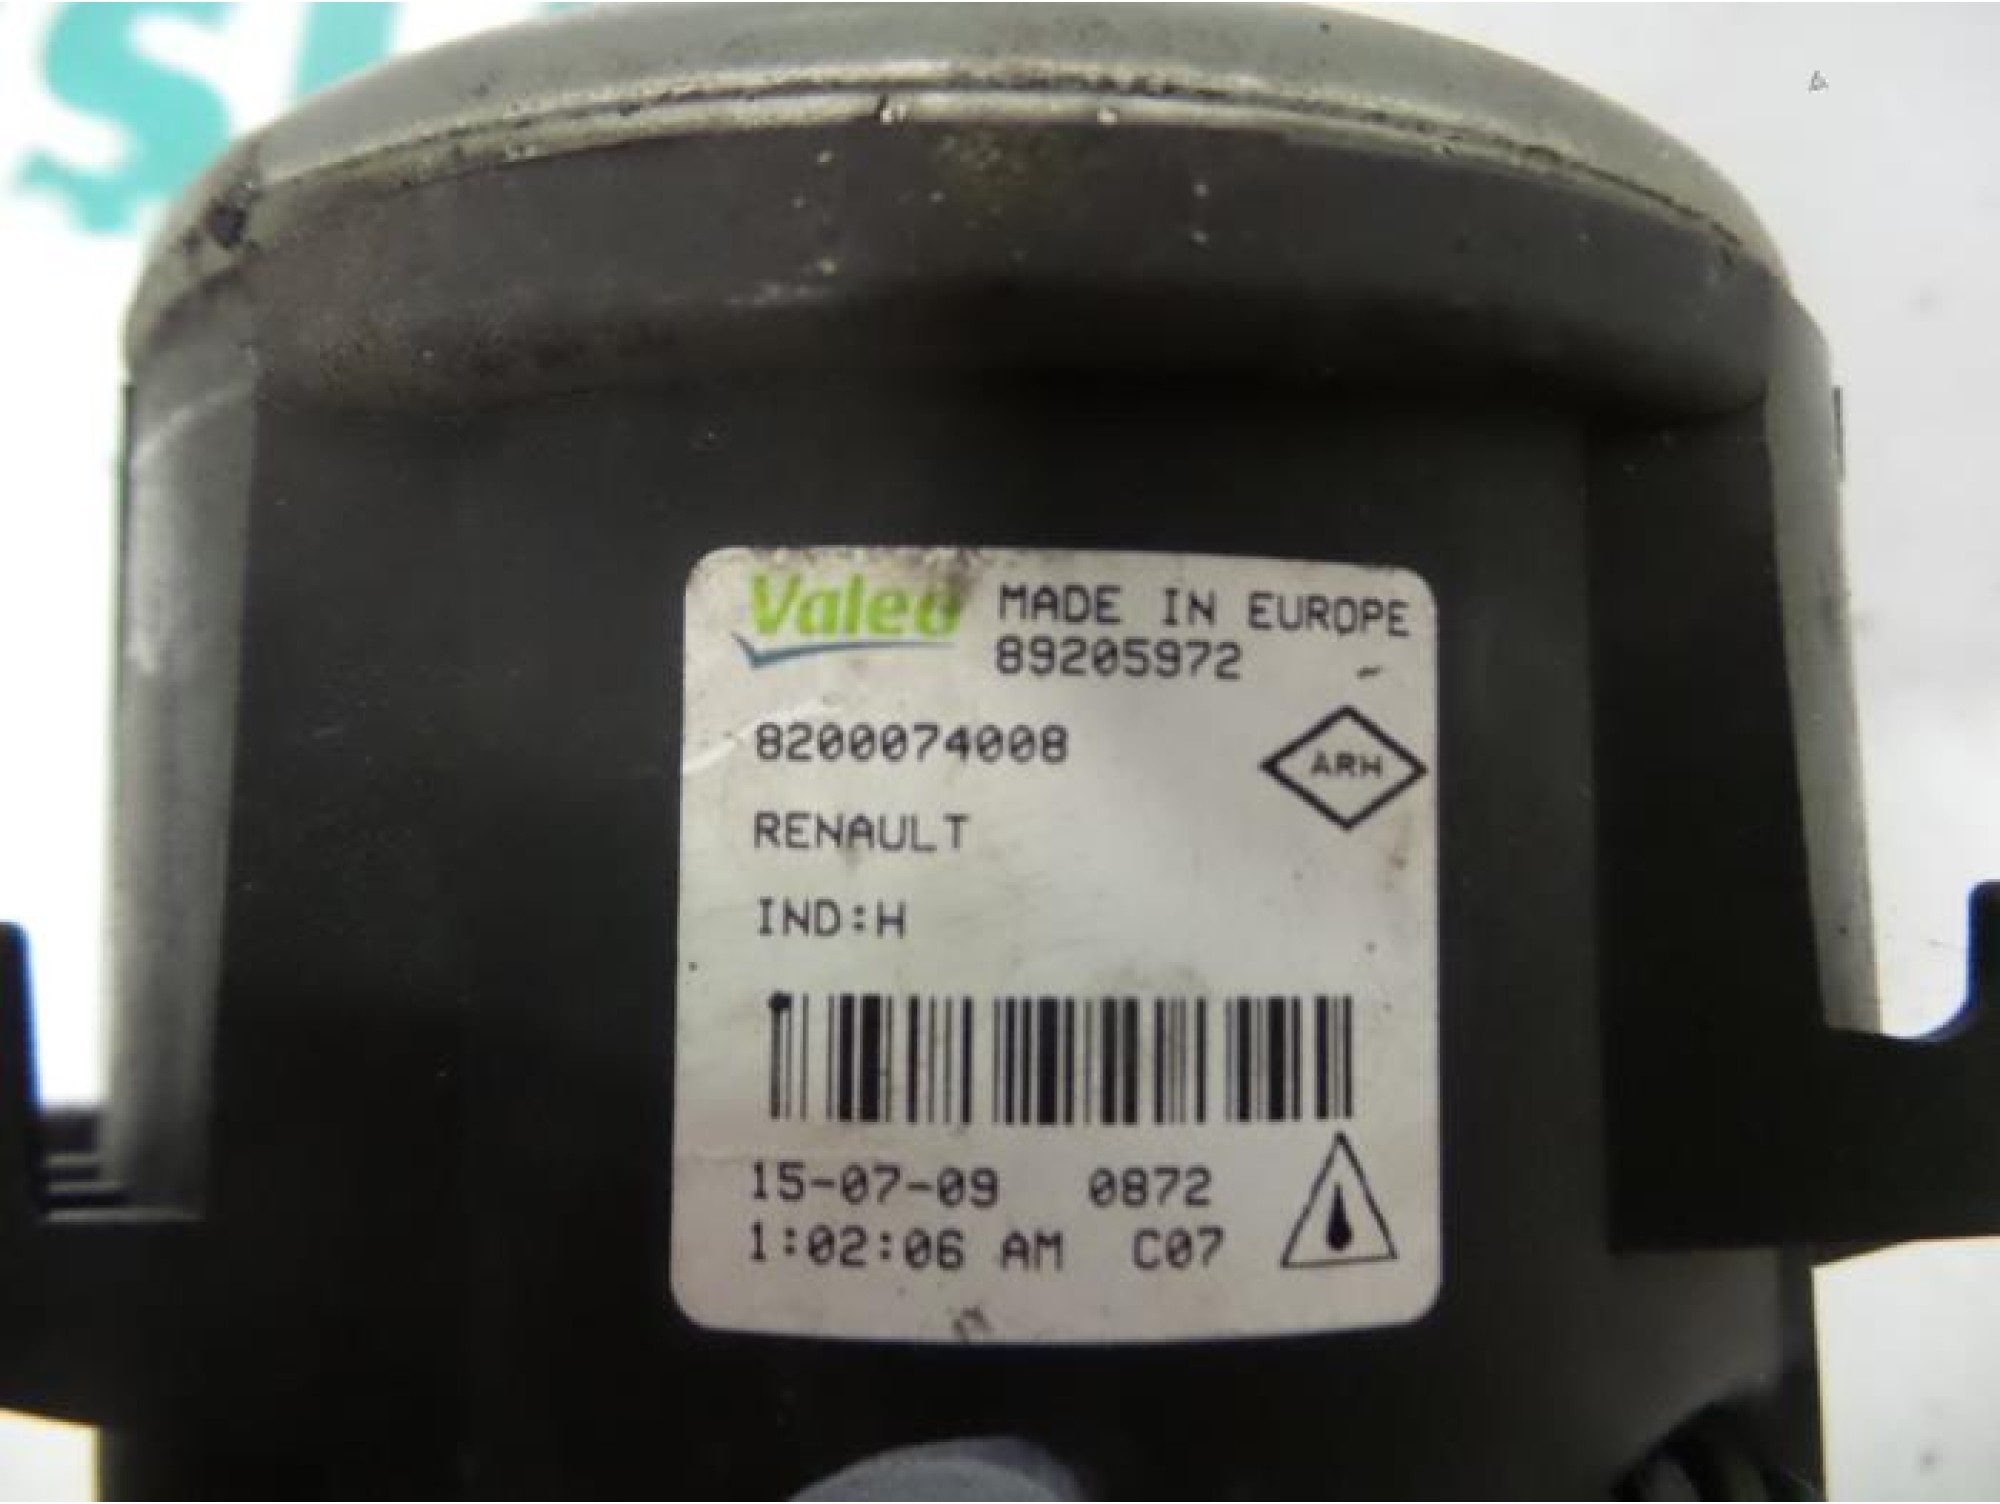 Valeo MADE IN EUROPE
89205972
8200074008
ARH
RENAULT
IND:H
15-07-09 0872
1:02:06 AM C07